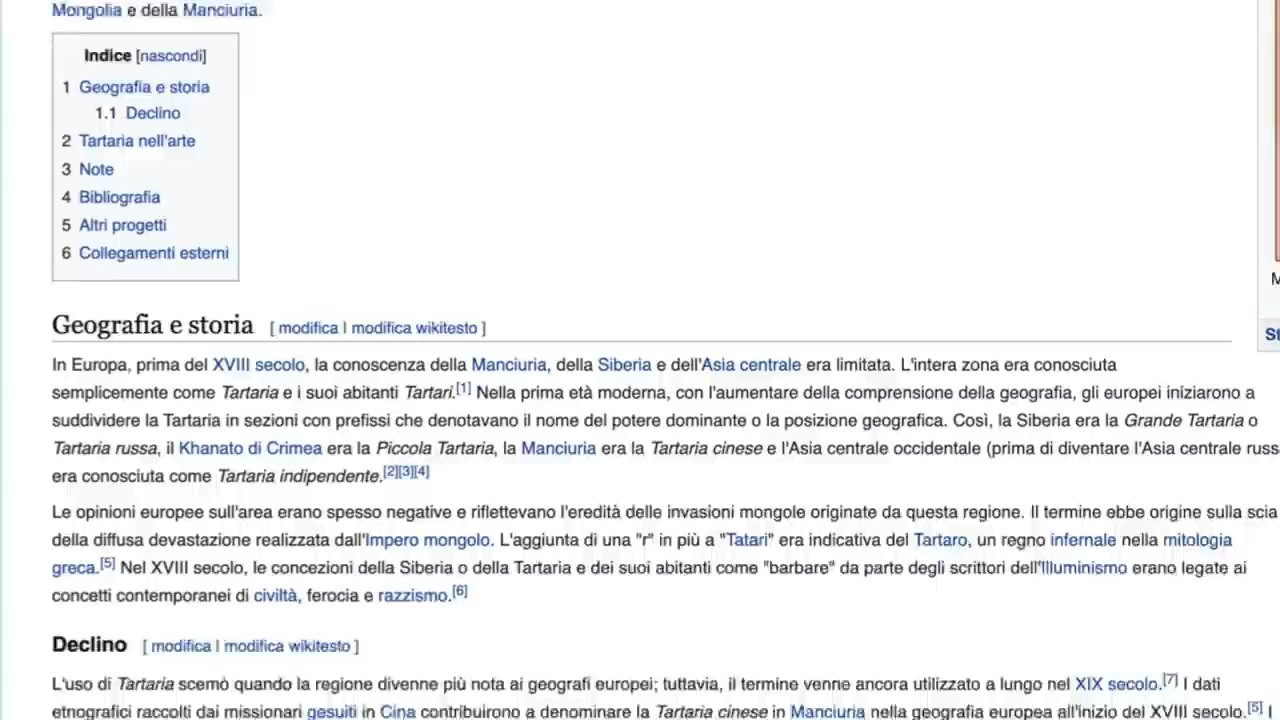 Mongolia e della Manciuria.
Indice [nascondi]
1 Geografia e storia
1.1 Declino
2 Tartaria nell'arte
3 Note
4 Bibliografia
5 Altri progetti
6 Collegamenti esterni
Geografia e storia [ modifica | modifica wikitesto ]
In Europa, prima del XVIII secolo, la conoscenza della Manciuria, della Siberia e dell'Asia centrale era limitata. L'intera zona era conosciuta
semplicemente come Tartaria e i suoi abitanti Tartari.[1] Nella prima età moderna, con l'aumentare della comprensione della geografia, gli europei iniziarono a
suddividere la Tartaria in sezioni con prefissi che denotavano il nome del potere dominante o la posizione geografica. Così, la Siberia era la Grande Tartaria o
Tartaria russa, il Khanato di Crimea era la Piccola Tartaria, la Manciuria era la Tartaria cinese e l'Asia centrale occidentale (prima di diventare l'Asia centrale russ
era conosciuta come Tartaria indipendente.[2][3][4]
Le opinioni europee sull'area erano spesso negative e riflettevano l'eredità delle invasioni mongole originate da questa regione. Il termine ebbe origine sulla scia
della diffusa devastazione realizzata dall'Impero mongolo. L'aggiunta di una "r" in più a "Tatari" era indicativa del Tartaro, un regno infernale nella mitologia
greca.[5] Nel XVIII secolo, le concezioni della Siberia o della Tartaria e dei suoi abitanti come "barbare" da parte degli scrittori dell'Illuminismo erano legate ai
concetti contemporanei di civiltà, ferocia e razzismo.[6]
Declino [ modifica | modifica wikitesto ]
L'uso di Tartaria scemò quando la regione divenne più nota ai geografi europei; tuttavia, il termine venne ancora utilizzato a lungo nel XIX secolo.[7] I dati
etnografici raccolti dai missionari gesuiti in Cina contribuirono a denominare la Tartaria cinese in Manciuria nella geografia europea all'inizio del XVIII secolo.[5] I
M
St